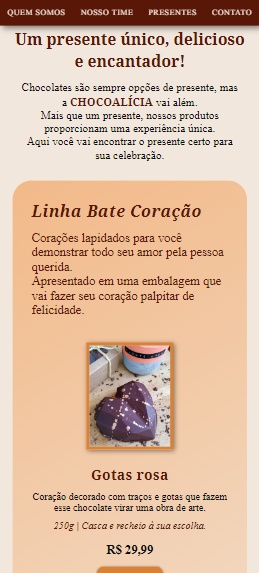 QUEM SOMOS NOSSO TIME PRESENTES CONTATO
Um presente único, delicioso
e encantador!
Chocolates são sempre opções de presente, mas
a CHOCOALÍCIA vai além.
Mais que um presente, nossos produtos
proporcionam uma experiência única.
Aqui você vai encontrar o presente certo para
sua celebração.
Linha Bate Coração
Corações lapidados para você
demonstrar todo seu amor pela pessoa
querida.
Apresentado em uma embalagem que
vai fazer seu coração palpitar de
felicidade.
Gotas rosa
Coração decorado com traços e gotas que fazem
esse chocolate virar uma obra de arte.
250g | Casca e recheio à sua escolha.
R$ 29,99